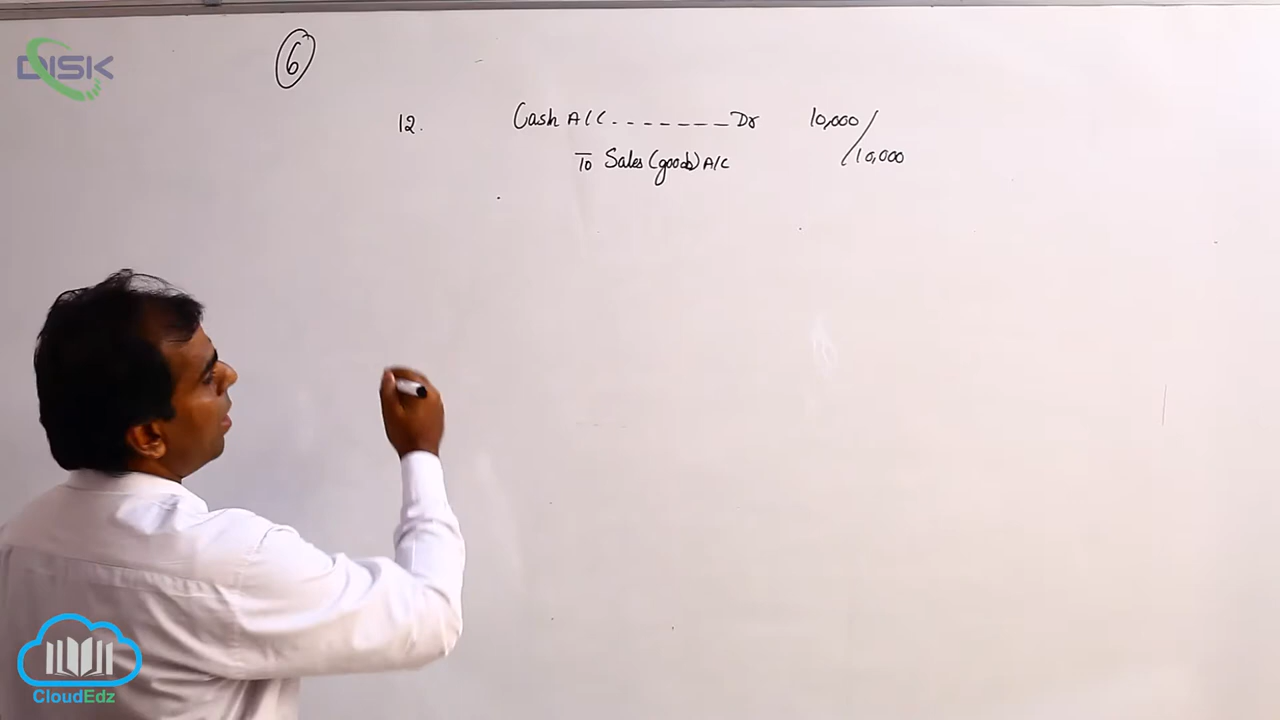 DISK
6
12. Cash A/C. - - - - - - - Dr 10,000 /
To Sales (goods) A/C / 10,000
CloudEdz